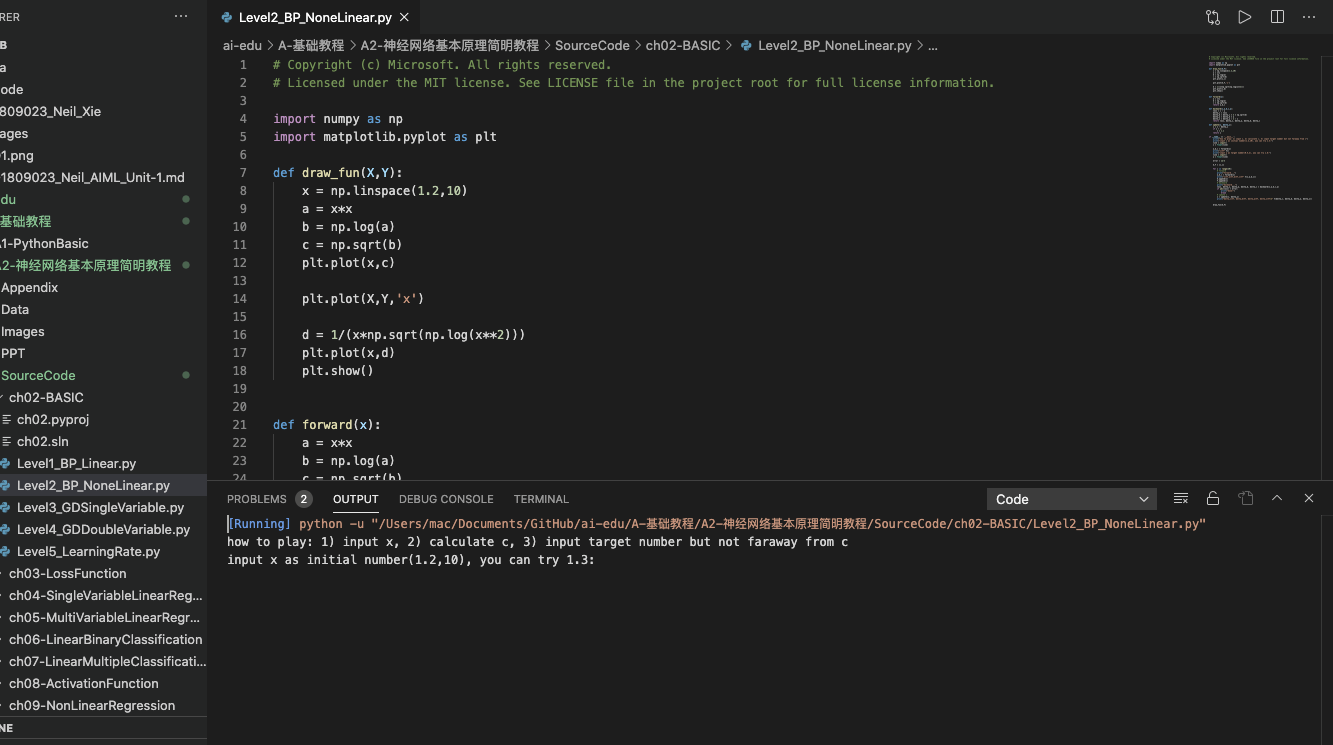 RER ···
B
a
ode
809023_Neil_Xie
ages
01.png
1809023_Neil_AIML_Unit-1.md
du
基础教程
1-PythonBasic
2-神经网络基本原理简明教程
Appendix
Data
Images
PPT
SourceCode
ch02-BASIC
ch02.pyproj
ch02.sln
Level1_BP_Linear.py
Level2_BP_NoneLinear.py
Level3_GDSingleVariable.py
Level4_GDDoubleVariable.py
Level5_LearningRate.py
ch03-LossFunction
ch04-SingleVariableLinearReg...
ch05-MultiVariableLinearRegr...
ch06-LinearBinaryClassification
ch07-LinearMultipleClassificati...
ch08-ActivationFunction
ch09-NonLinearRegression
NE
Level2_BP_NoneLinear.py
ai-edu > A-基础教程 > A2-神经网络基本原理简明教程 > SourceCode > ch02-BASIC > Level2_BP_NoneLinear.py > ...
1 # Copyright (c) Microsoft. All rights reserved.
2 # Licensed under the MIT license. See LICENSE file in the project root for full license information.
3
4 import numpy as np
5 import matplotlib.pyplot as plt
6
7 def draw_fun(X,Y):
8 x = np.linspace(1.2,10)
9 a = x*x
10 b = np.log(a)
11 c = np.sqrt(b)
12 plt.plot(x,c)
13
14 plt.plot(X,Y,'x')
15
16 d = 1/(x*np.sqrt(np.log(x**2)))
17 plt.plot(x,d)
18 plt.show()
19
20
21 def forward(x):
22 a = x*x
23 b = np.log(a)
24 c = np.sqrt(b)
PROBLEMS 2 OUTPUT DEBUG CONSOLE TERMINAL Code
[Running] python -u "/Users/mac/Documents/GitHub/ai-edu/A-基础教程/A2-神经网络基本原理简明教程/SourceCode/ch02-BASIC/Level2_BP_NoneLinear.py"
how to play: 1) input x, 2) calculate c, 3) input target number but not faraway from c
input x as initial number(1.2,10), you can try 1.3: